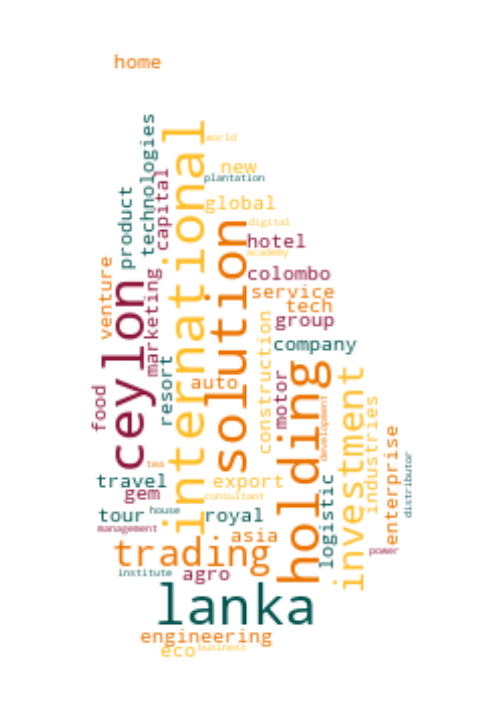 home
technologies
international
world
new
plantation
capital
product
global
digital
solution
hotel
academy
colombo
venture
marketing
ceylon
service
tech
group
construction
company
resort
holding
auto
motor
investment
food
development
industries
enterprise
distributor
tea
travel
export
gem
consultant
logistic
tour
house
royal
management
asia
trading
power
institute
agro
lanka
engineering
eco
business